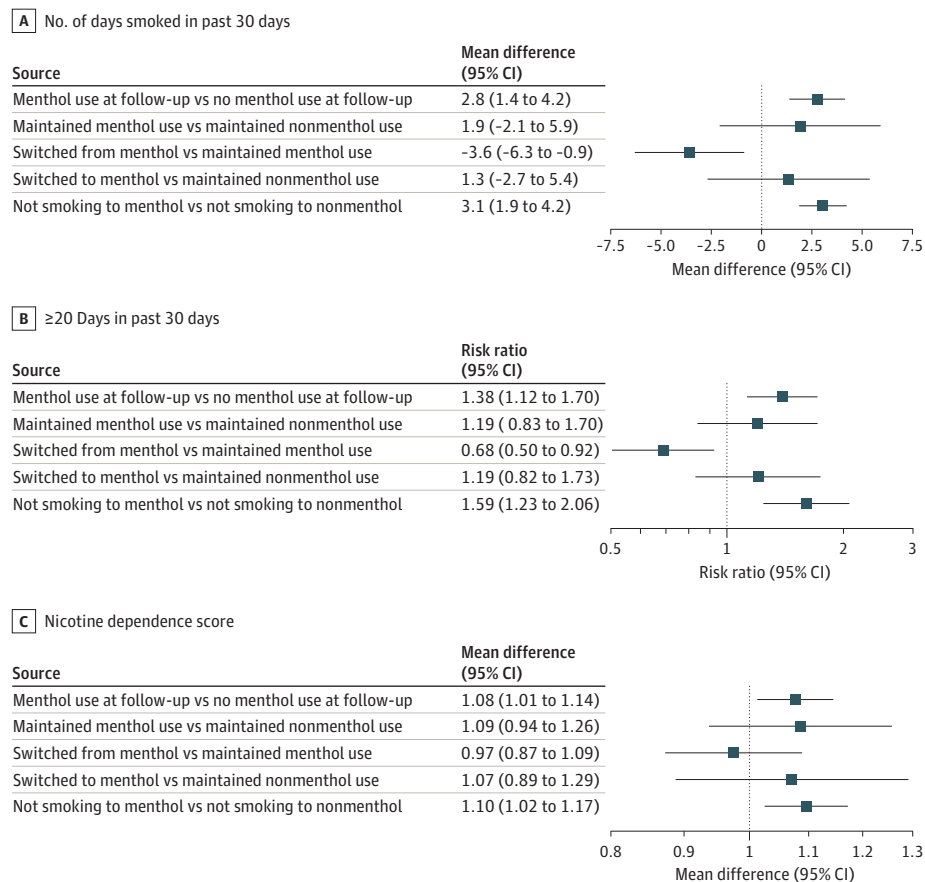 A No. of days smoked in past 30 days
Mean difference
Source (95% CI)
Menthol use at follow-up vs no menthol use at follow-up 2.8 (1.4 to 4.2)
Maintained menthol use vs maintained nonmenthol use 1.9 (-2.1 to 5.9)
Switched from menthol vs maintained menthol use -3.6 (-6.3 to -0.9)
Switched to menthol vs maintained nonmenthol use 1.3 (-2.7 to 5.4)
Not smoking to menthol vs not smoking to nonmenthol 3.1 (1.9 to 4.2)
-7.5 -5.0 -2.5 0 2.5 5.0 7.5
Mean difference (95% CI)
B ≥20 Days in past 30 days
Risk ratio
Source (95% CI)
Menthol use at follow-up vs no menthol use at follow-up 1.38 (1.12 to 1.70)
Maintained menthol use vs maintained nonmenthol use 1.19 ( 0.83 to 1.70)
Switched from menthol vs maintained menthol use 0.68 (0.50 to 0.92)
Switched to menthol vs maintained nonmenthol use 1.19 (0.82 to 1.73)
Not smoking to menthol vs not smoking to nonmenthol 1.59 (1.23 to 2.06)
0.5 1 2 3
Risk ratio (95% CI)
C Nicotine dependence score
Mean difference
Source (95% CI)
Menthol use at follow-up vs no menthol use at follow-up 1.08 (1.01 to 1.14)
Maintained menthol use vs maintained nonmenthol use 1.09 (0.94 to 1.26)
Switched from menthol vs maintained menthol use 0.97 (0.87 to 1.09)
Switched to menthol vs maintained nonmenthol use 1.07 (0.89 to 1.29)
Not smoking to menthol vs not smoking to nonmenthol 1.10 (1.02 to 1.17)
0.8 0.9 1 1.1 1.2 1.3
Mean difference (95% CI)